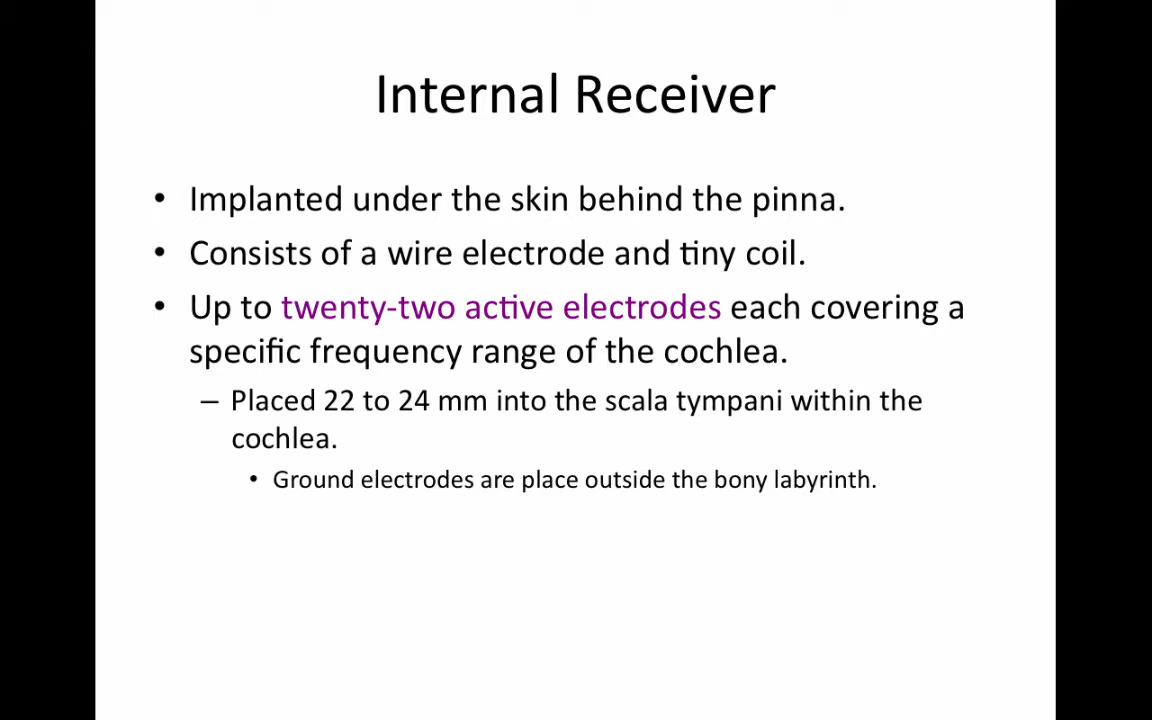 Internal Receiver
• Implanted under the skin behind the pinna.
• Consists of a wire electrode and tiny coil.
• Up to twenty-two active electrodes each covering a
specific frequency range of the cochlea.
– Placed 22 to 24 mm into the scala tympani within the
cochlea.
• Ground electrodes are place outside the bony labyrinth.